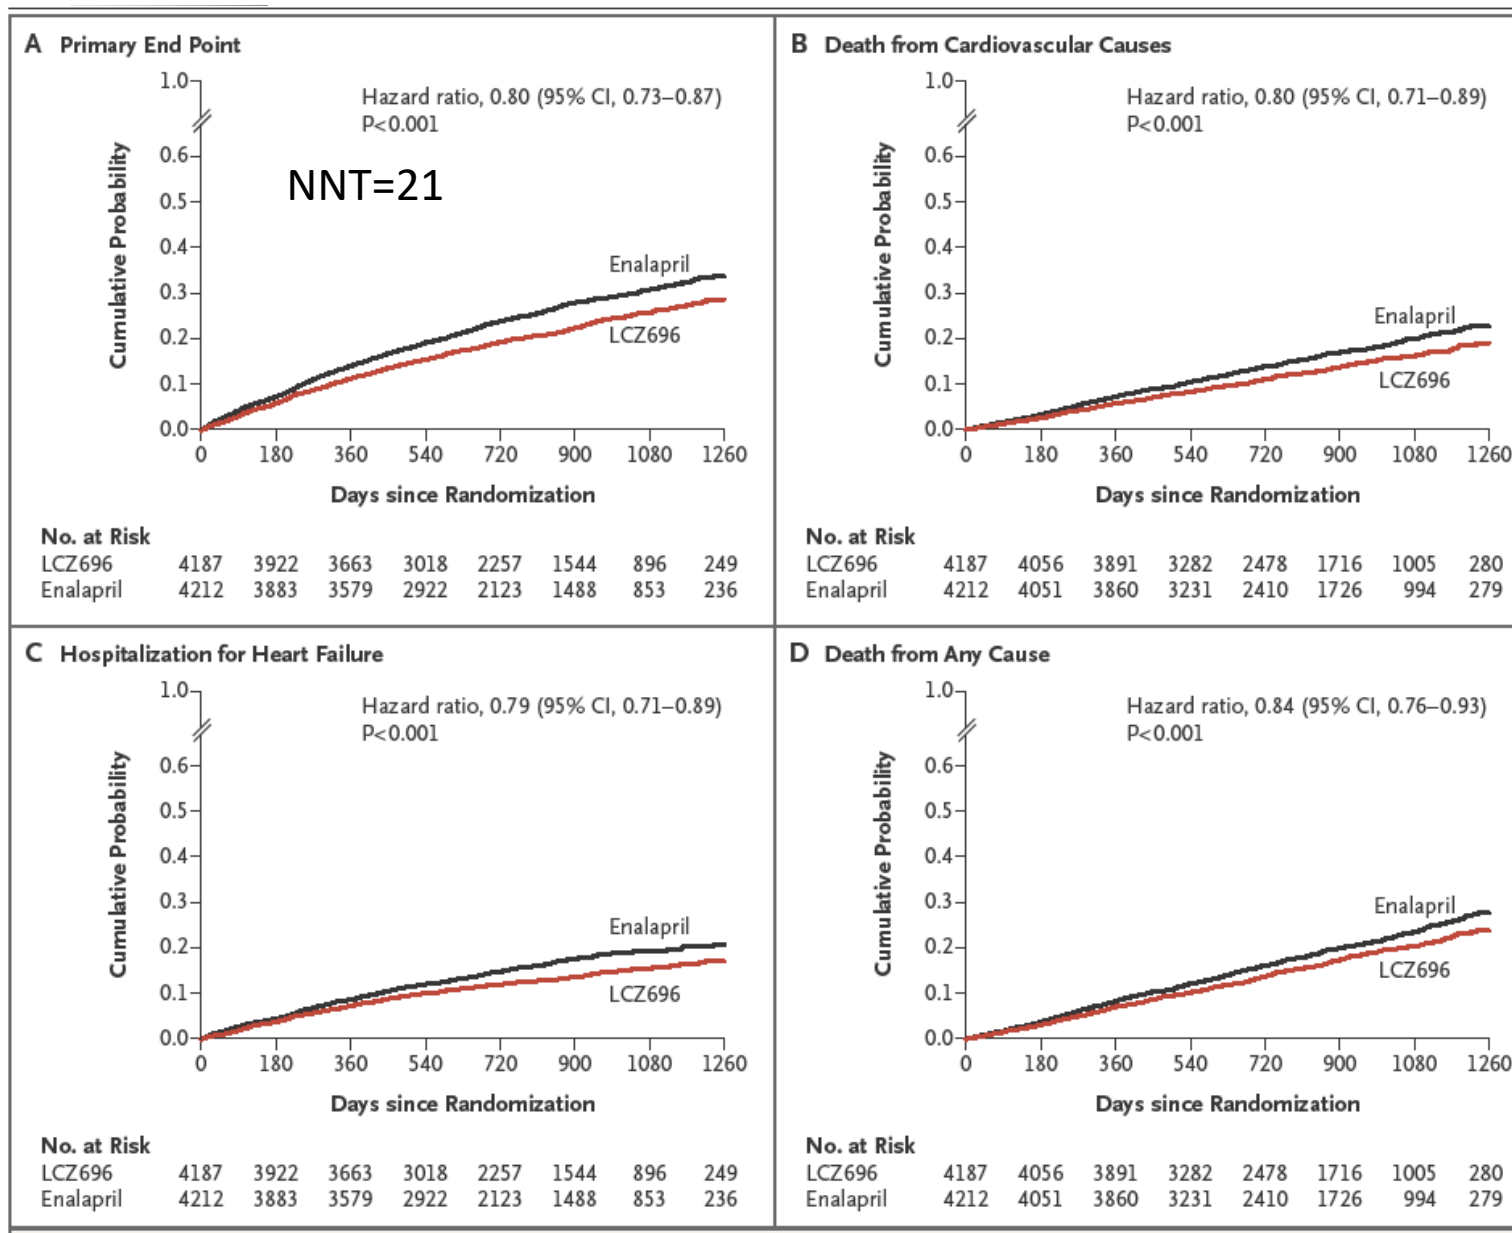 A Primary End Point
1.0
Hazard ratio, 0.80 (95% CI, 0.73–0.87)
P<0.001
0.6
NNT=21
0.5
0.4
0.3
0.2
0.1
0.0
Cumulative Probability
Enalapril
LCZ696
0 180 360 540 720 900 1080 1260
Days since Randomization
No. at Risk
LCZ696 4187 3922 3663 3018 2257 1544 896 249
Enalapril 4212 3883 3579 2922 2123 1488 853 236
B Death from Cardiovascular Causes
1.0
Hazard ratio, 0.80 (95% CI, 0.71–0.89)
P<0.001
0.6
0.5
0.4
0.3
0.2
0.1
0.0
Cumulative Probability
Enalapril
LCZ696
0 180 360 540 720 900 1080 1260
Days since Randomization
No. at Risk
LCZ696 4187 4056 3891 3282 2478 1716 1005 280
Enalapril 4212 4051 3860 3231 2410 1726 994 279
C Hospitalization for Heart Failure
1.0
Hazard ratio, 0.79 (95% CI, 0.71–0.89)
P<0.001
0.6
0.5
0.4
0.3
0.2
0.1
0.0
Cumulative Probability
Enalapril
LCZ696
0 180 360 540 720 900 1080 1260
Days since Randomization
No. at Risk
LCZ696 4187 3922 3663 3018 2257 1544 896 249
Enalapril 4212 3883 3579 2922 2123 1488 853 236
D Death from Any Cause
1.0
Hazard ratio, 0.84 (95% CI, 0.76–0.93)
P<0.001
0.6
0.5
0.4
0.3
0.2
0.1
0.0
Cumulative Probability
Enalapril
LCZ696
0 180 360 540 720 900 1080 1260
Days since Randomization
No. at Risk
LCZ696 4187 4056 3891 3282 2478 1716 1005 280
Enalapril 4212 4051 3860 3231 2410 1726 994 279